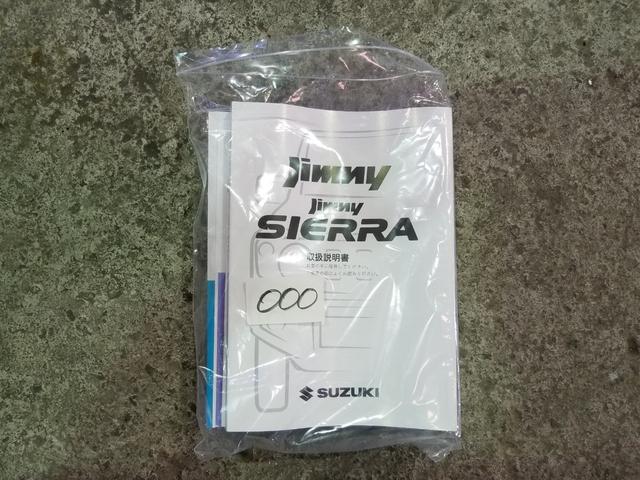 Jimny
Jimny
SIERRA
取扱説明書
000
SUZUKI